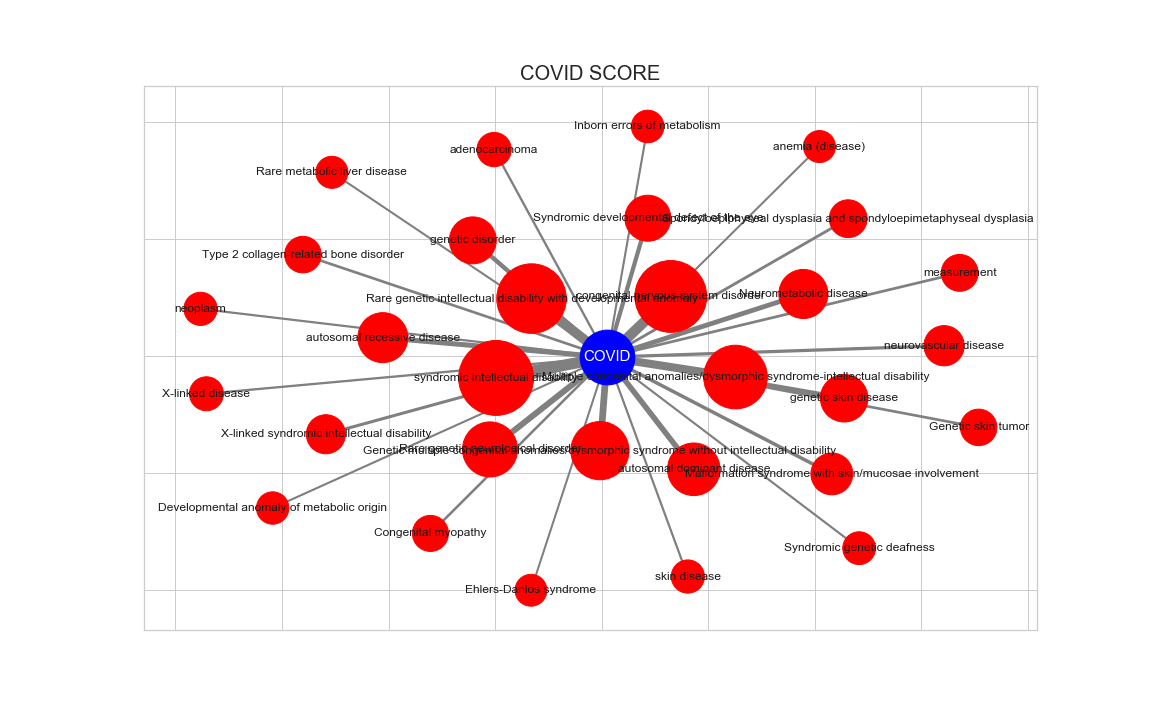 COVID SCORE
Inborn errors of metabolism
anemia (disease)
adenocarcinoma
Rare metabolic liver disease
Syndromic developmental defect of the eye
Spondyloepiphyseal dysplasia and spondyloepimetaphyseal dysplasia
genetic disorder
Type 2 collagen-related bone disorder
measurement
Rare genetic intellectual disability with developmental anomaly
congenital nervous system disorder
Neurometabolic disease
neoplasm
autosomal recessive disease
neurovascular disease
COVID
syndromic intellectual disability
Multiple congenital anomalies/dysmorphic syndrome-intellectual disability
X-linked disease
genetic skin disease
Genetic skin tumor
X-linked syndromic intellectual disability
Rare genetic neurological disorder
Genetic multiple congenital anomalies/dysmorphic syndrome without intellectual disability
autosomal dominant disease
Malformation syndrome with skin/mucosae involvement
Developmental anomaly of metabolic origin
Congenital myopathy
Syndromic genetic deafness
skin disease
Ehlers-Danlos syndrome